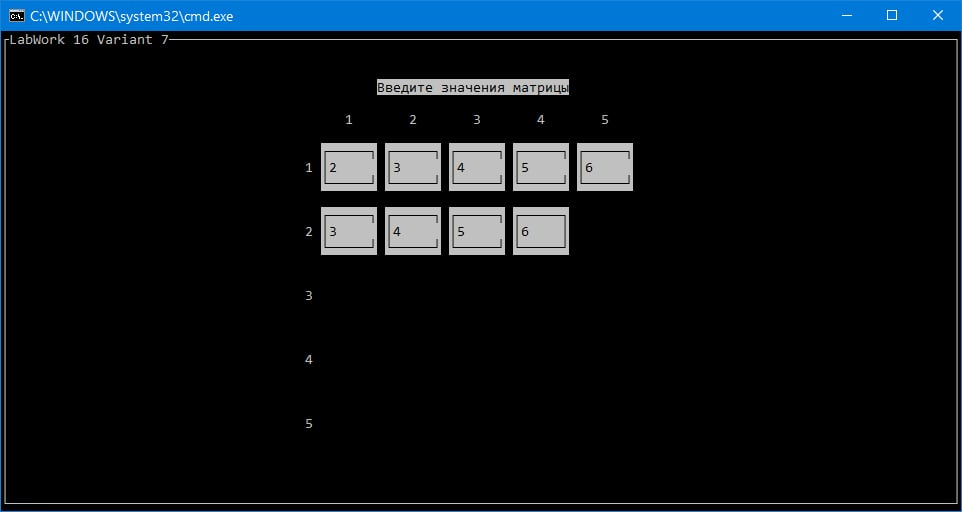 C:\WINDOWS\system32\cmd.exe
LabWork 16 Variant 7
Введите значения матрицы
1 2 3 4 5
1 2 3 4 5 6
2 3 4 5 6
3
4
5